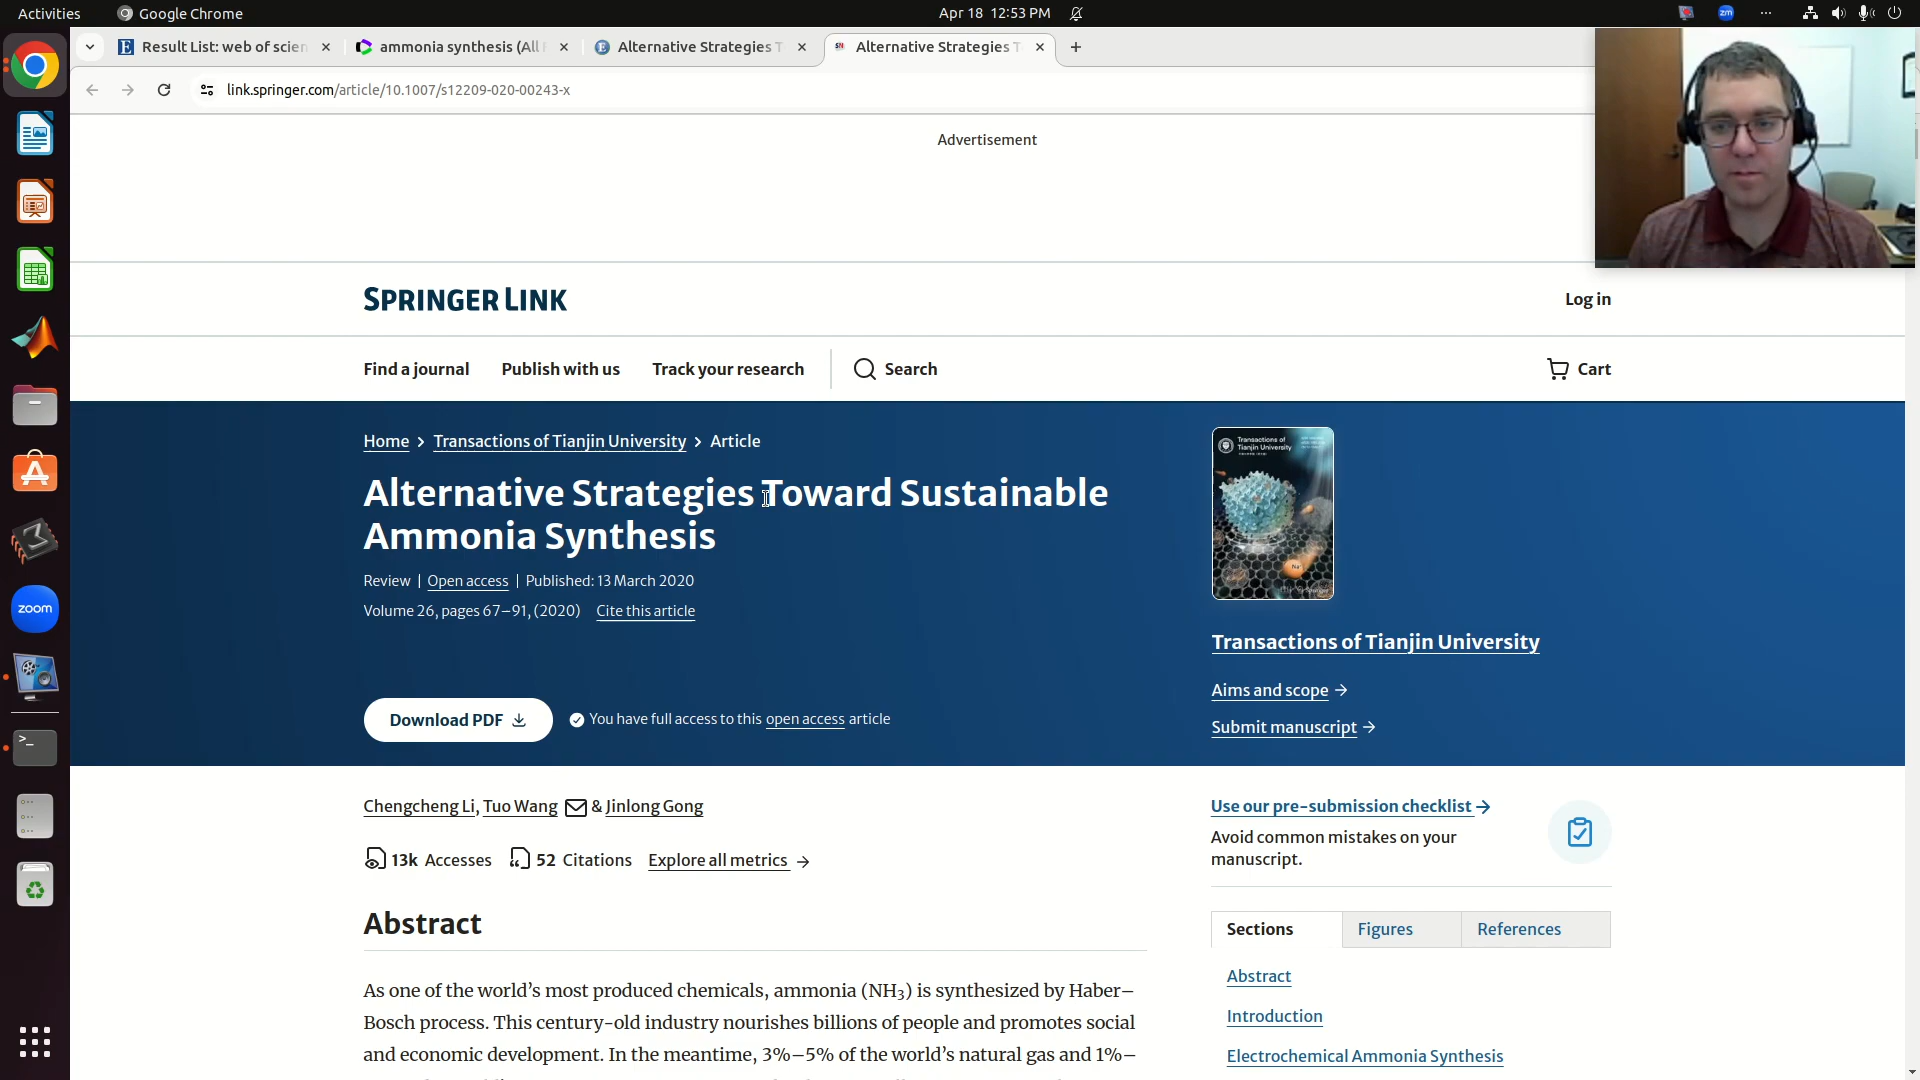 Activities
Google Chrome
Apr 18 12:53 PM
zm
Result List: web of scien
ammonia synthesis (All
Alternative Strategies T
Alternative Strategies T
link.springer.com/article/10.1007/s12209-020-00243-x
Advertisement
SPRINGER LINK
Log in
Find a journal
Publish with us
Track your research
Search
Cart
Home > Transactions of Tianjin University > Article
Alternative Strategies Toward Sustainable
Ammonia Synthesis
Review | Open access | Published: 13 March 2020
Volume 26, pages 67–91, (2020) Cite this article
Download PDF
You have full access to this open access article
Transactions of
Tianjin University
Na+
Transactions of Tianjin University
Aims and scope →
Submit manuscript →
zoom
Chengcheng Li, Tuo Wang & Jinlong Gong
13k Accesses 52 Citations Explore all metrics →
Abstract
As one of the world's most produced chemicals, ammonia (NH3) is synthesized by Haber–
Bosch process. This century-old industry nourishes billions of people and promotes social
and economic development. In the meantime, 3%–5% of the world's natural gas and 1%–
Use our pre-submission checklist →
Avoid common mistakes on your
manuscript.
Sections
Figures
References
Abstract
Introduction
Electrochemical Ammonia Synthesis